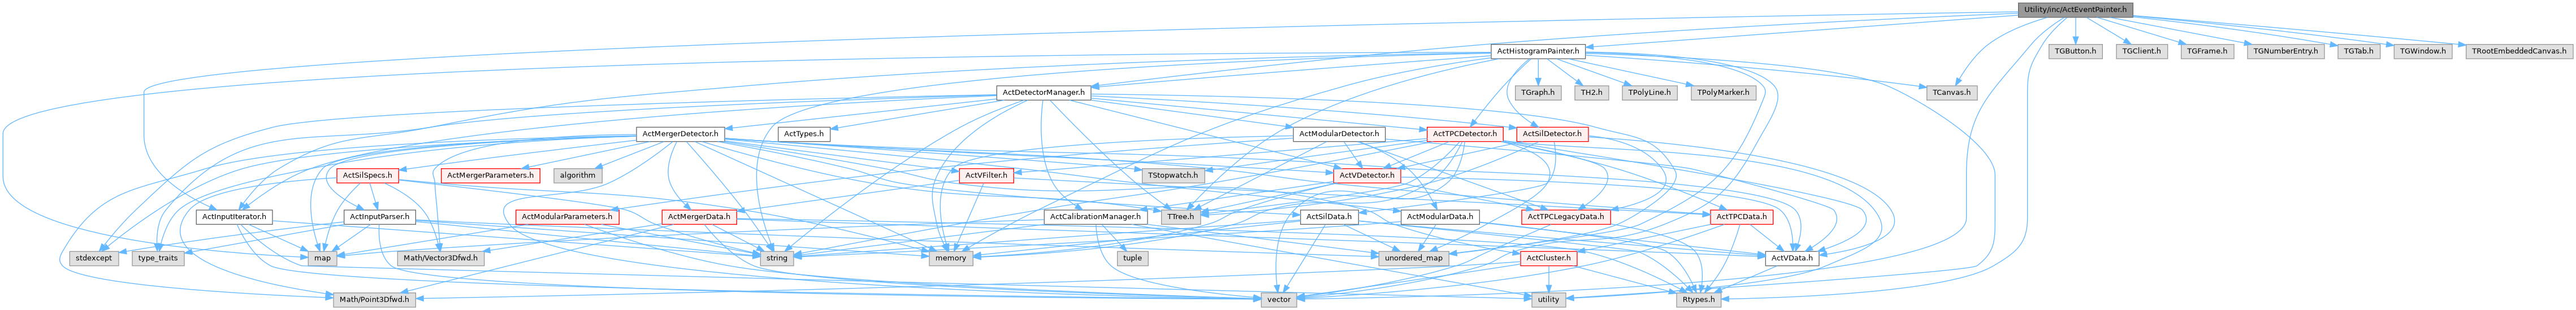 Utility/inc/ActEventPainter.h
ActHistogramPainter.h
TGButton.h
TGClient.h
TGFrame.h
TGNumberEntry.h
TGTab.h
TGWindow.h
TRootEmbeddedCanvas.h
ActDetectorManager.h
TGraph.h
TH2.h
TPolyLine.h
TPolyMarker.h
TCanvas.h
ActMergerDetector.h
ActTypes.h
ActModularDetector.h
ActTPCDetector.h
ActSilDetector.h
ActSilSpecs.h
ActMergerParameters.h
algorithm
ActVFilter.h
TStopwatch.h
ActVDetector.h
ActInputIterator.h
ActInputParser.h
ActModularParameters.h
ActMergerData.h
ActCalibrationManager.h
TTree.h
ActSilData.h
ActModularData.h
ActTPCLegacyData.h
ActTPCData.h
stdexcept
type_traits
map
Math/Vector3Dfwd.h
string
memory
tuple
unordered_map
ActCluster.h
ActVData.h
Math/Point3Dfwd.h
vector
utility
Rtypes.h